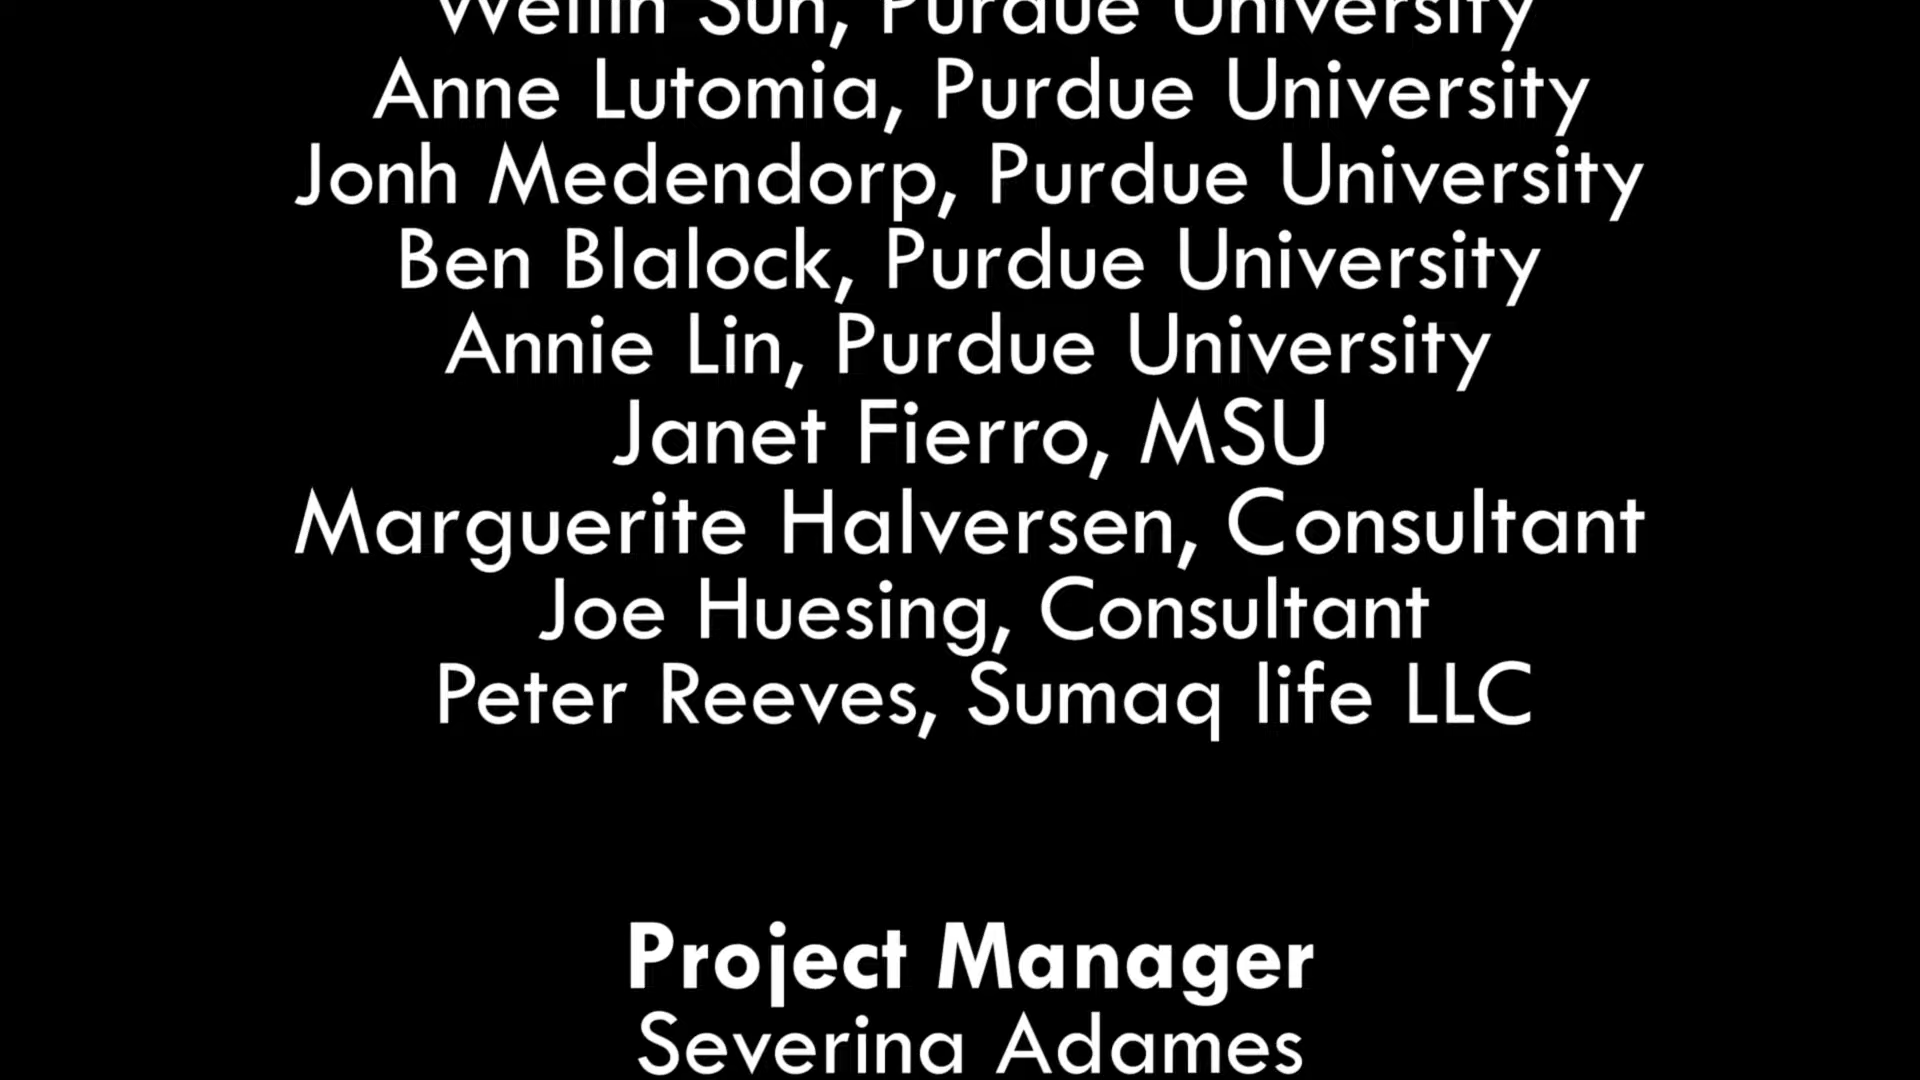 Sun, Purdue University
Anne Lutomia, Purdue University
Jonh Medendorp, Purdue University
Ben Blalock, Purdue University
Annie Lin, Purdue University
Janet Fierro, MSU
Marguerite Halversen, Consultant
Joe Huesing, Consultant
Peter Reeves, Sumaq life LLC
Project Manager
Severina Adames